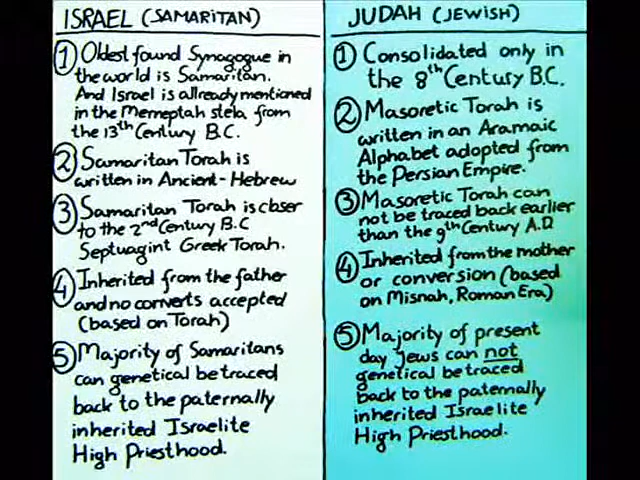 ISRAEL (SAMARITAN)
① Oldest found Synagogue in
the world is Samaritan.
And Israel is allready mentioned
in the Merneptah stela from
the 13th Century B.C.
② Samaritan Torah is
written in Ancient-Hebrew
③ Samaritan Torah is closer
to the 2nd Century B.C
Septuagint Greek Torah.
④ Inherited from the father
and no converts accepted
(based on Torah)
⑤ Majority of Samaritans
can genetical be traced
back to the paternally
inherited Israelite
High Priesthood.
JUDAH (JEWISH)
① Consolidated only in
the 8th Century B.C.
② Masoretic Torah is
written in an Aramaic
Alphabet adopted from
the Persian Empire.
③ Masoretic Torah can
not be traced back earlier
than the 9th Century A.D
④ Inherited from the mother
or conversion (based
on Misnah, Roman Era)
⑤ Majority of present
day Jews can not
genetical be traced
back to the paternally
inherited Israelite
High Priesthood.